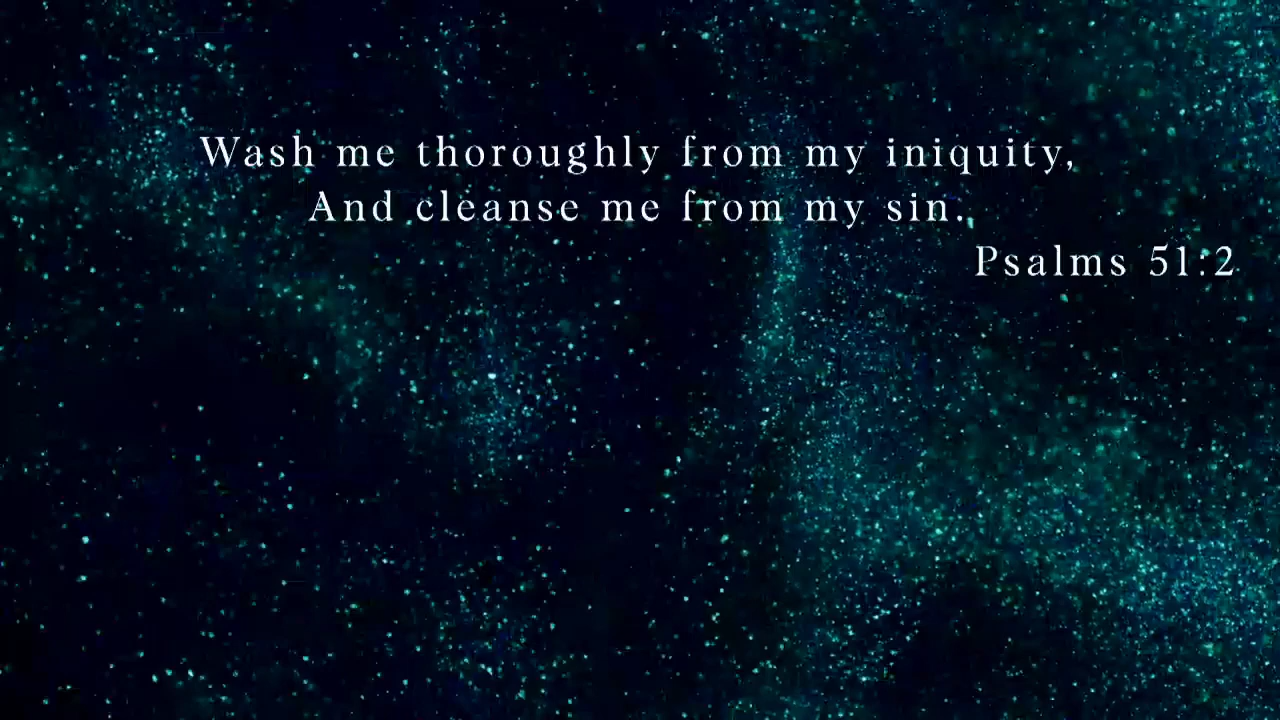 Wash me thoroughly from my iniquity,
And cleanse me from my sin.
Psalms 51:2